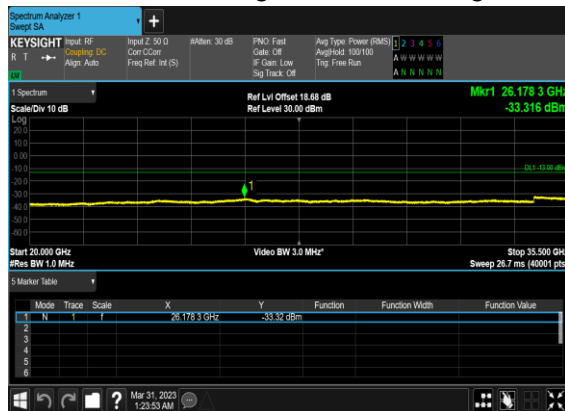 Spectrum Analyzer 1
Swept SA
+
KEYSIGHT Input: RF Input Z: 50 Ω #Atten: 30 dB PNO: Fast Avg Type: Power (RMS) 1 2 3 4 5 6
R T Coupling: DC Corr CCorr Gate: Off Avg|Hold: 100/100 A W W W W W
Align: Auto Freq Ref: Int (S) IF Gain: Low Trig: Free Run
LW Sig Track: Off A N N N N N
1 Spectrum Ref Lvl Offset 18.68 dB Mkr1 26.178 3 GHz
Scale/Div 10 dB Ref Level 30.00 dBm -33.316 dBm
Log
20.0
10.0
0.00
-10.0 DL1 -13.00 dBm
-20.0
-30.0 1
-40.0
-50.0
-60.0
Start 20.000 GHz Video BW 3.0 MHz* Stop 35.500 GHz
#Res BW 1.0 MHz Sweep 26.7 ms (40001 pts)
5 Marker Table
Mode Trace Scale X Y Function Function Width Function Value
1 N 1 f 26.178 3 GHz -33.32 dBm
2
3
4
5
6
? Mar 31, 2023
1:23:53 AM